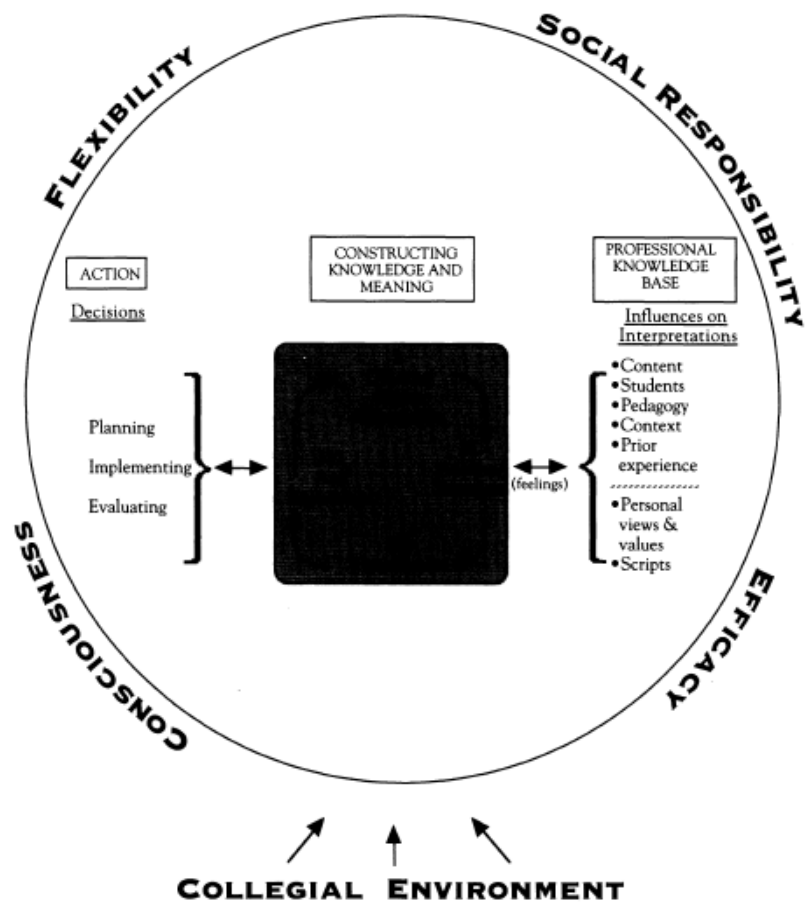 FLEXIBILITY
SOCIAL RESPONSIBILITY
ACTION
Decisions
Planning
Implementing
Evaluating
CONSTRUCTING
KNOWLEDGE AND
MEANING
PROFESSIONAL
KNOWLEDGE
BASE
Influences on
Interpretations
•Content
•Students
•Pedagogy
•Context
•Prior
experience
•Personal
views &
values
•Scripts
(feelings)
CONSCIOUSNESS
EFFICACY
COLLEGIAL ENVIRONMENT